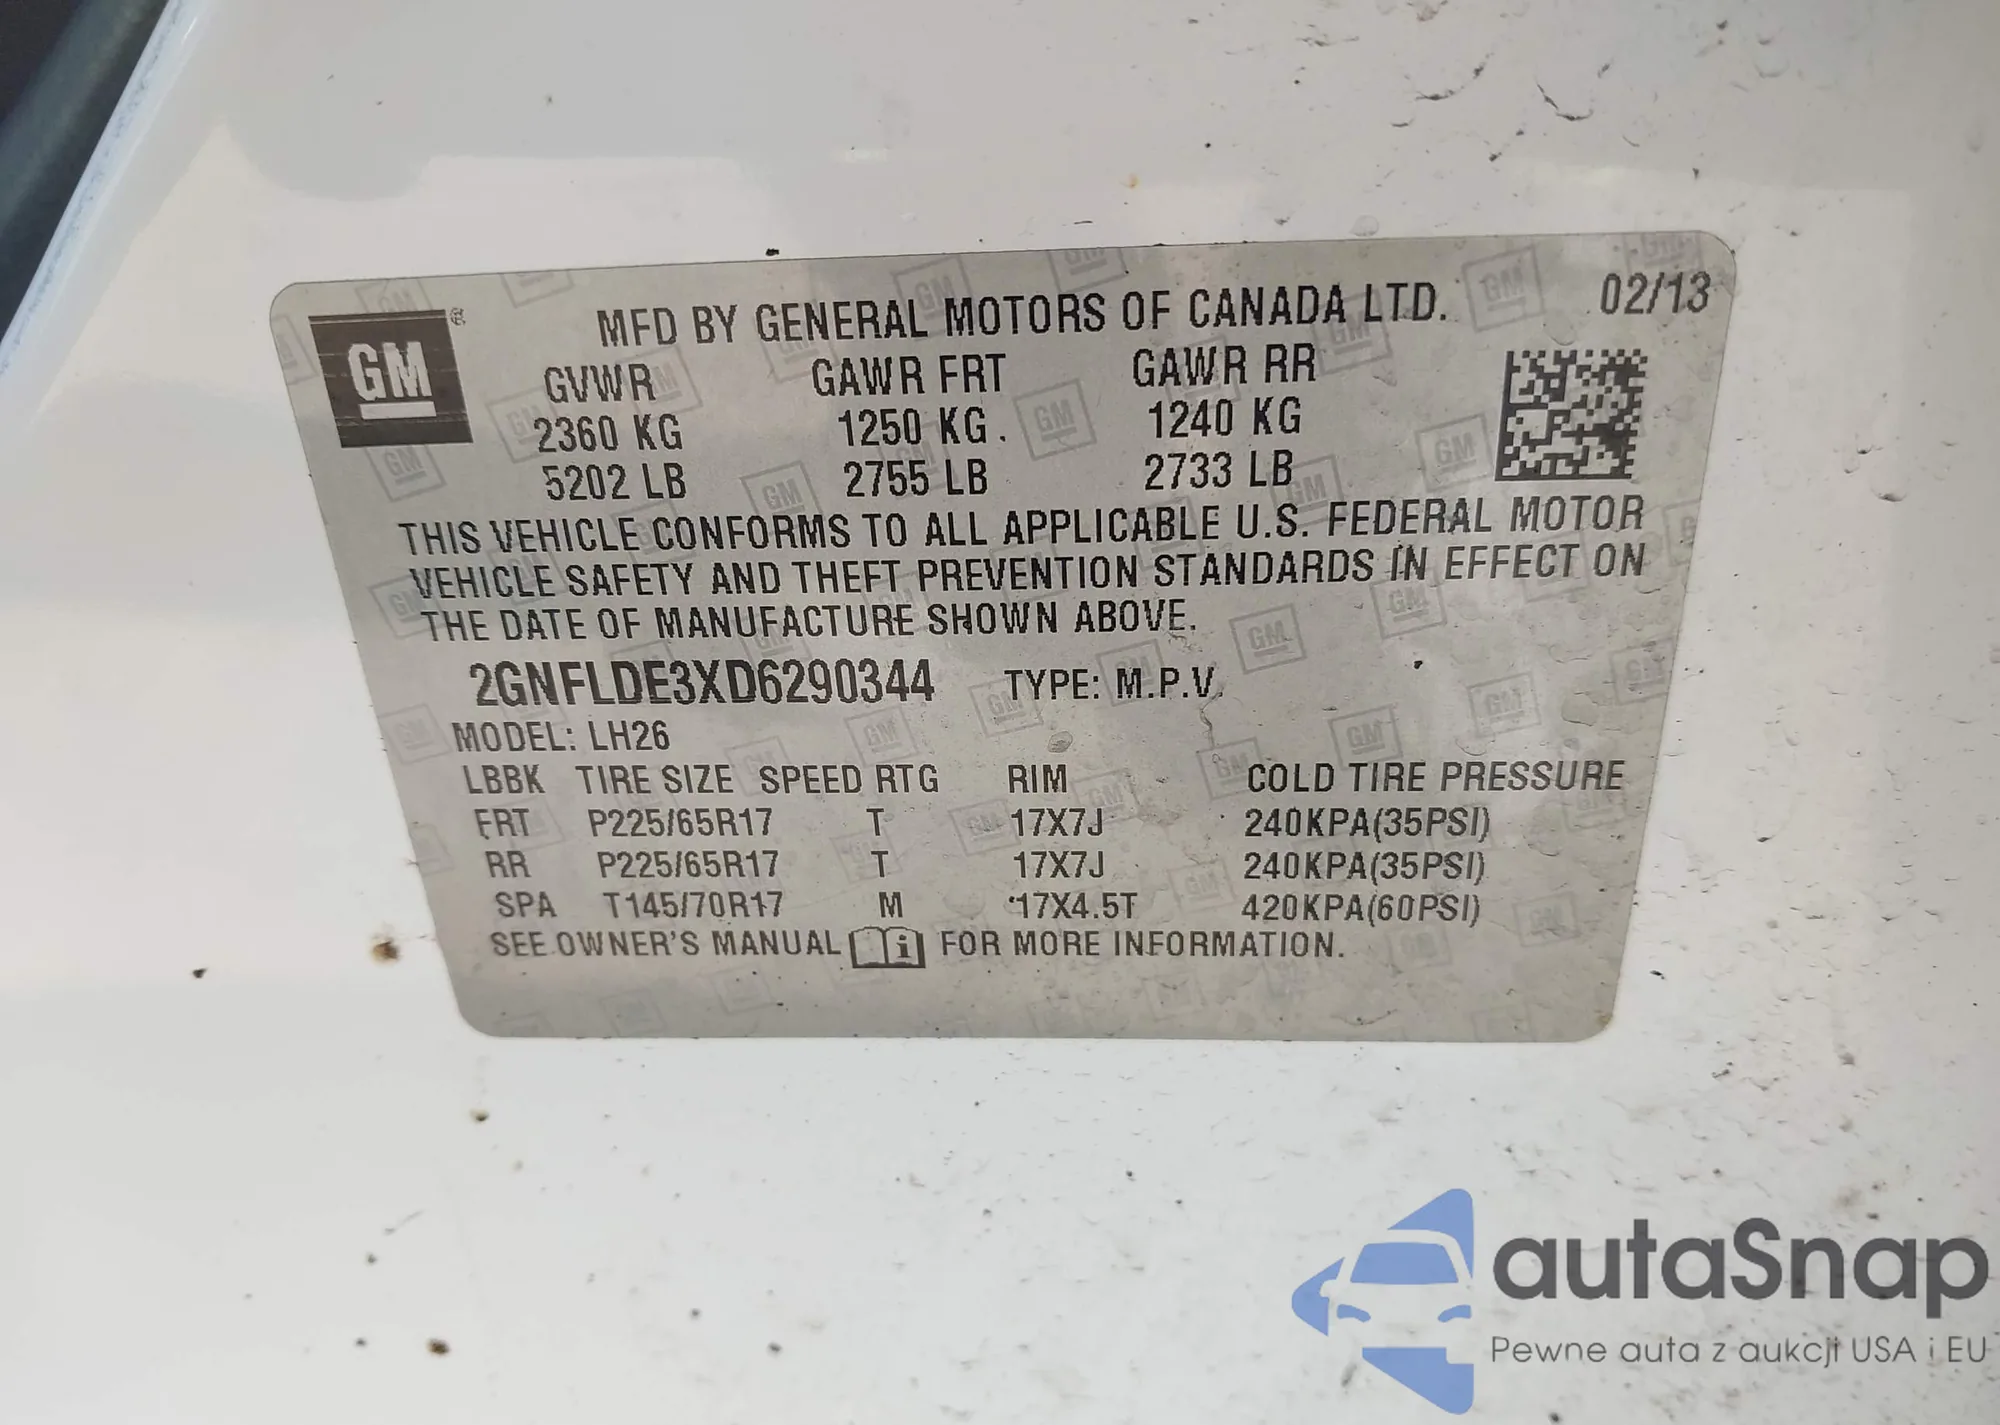 GM
MFD BY GENERAL MOTORS OF CANADA LTD. 02/13
GVWR GAWR FRT GAWR RR
2360 KG 1250 KG 1240 KG
5202 LB 2755 LB 2733 LB
THIS VEHICLE CONFORMS TO ALL APPLICABLE U.S. FEDERAL MOTOR
VEHICLE SAFETY AND THEFT PREVENTION STANDARDS IN EFFECT ON
THE DATE OF MANUFACTURE SHOWN ABOVE.
2GNFLDE3XD6290344 TYPE: M.P.V.
MODEL: LH26
LBBK TIRE SIZE SPEED RTG RIM COLD TIRE PRESSURE
FRT P225/65R17 T 17X7J 240KPA(35PSI)
RR P225/65R17 T 17X7J 240KPA(35PSI)
SPA T145/70R17 M 17X4.5T 420KPA(60PSI)
SEE OWNER'S MANUAL FOR MORE INFORMATION.
autaSnap
Pewne auta z aukcji USA i EU